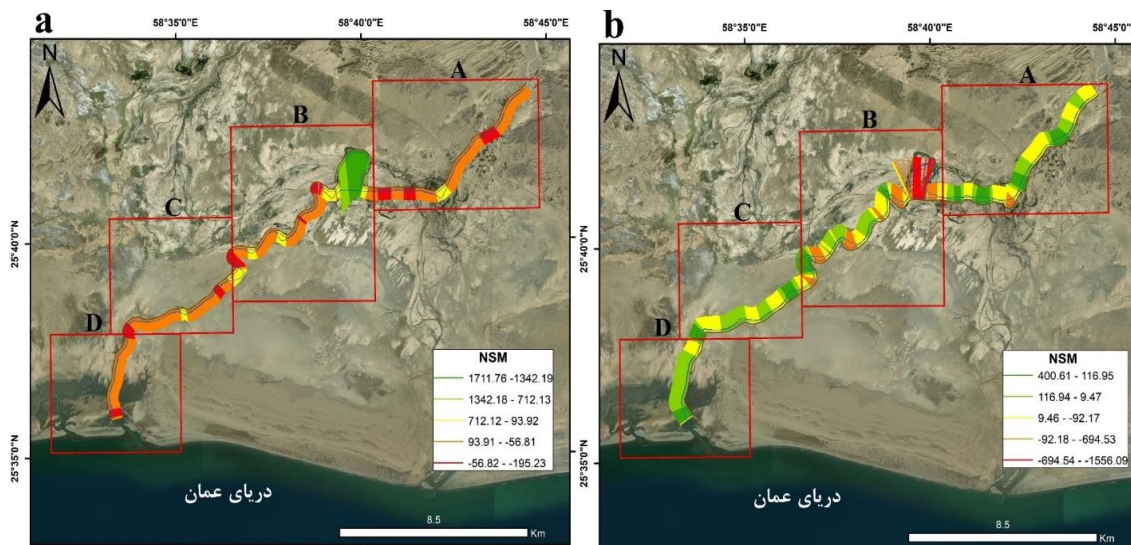 a
58°35'0"E
58°40'0"E
58°45'0"E
N
A
B
C
D
25°40'0"N
25°35'0"N
NSM
1711.76 -1342.19
1342.18 - 712.13
712.12 - 93.92
93.91 - -56.81
-56.82 - -195.23
دریای عمان
8.5
Km
b
58°35'0"E
58°40'0"E
58°45'0"E
N
A
B
C
D
25°40'0"N
25°35'0"N
NSM
400.61 - 116.95
116.94 - 9.47
9.46 - -92.17
-92.18 - -694.53
-694.54 - -1556.09
دریای عمان
8.5
Km